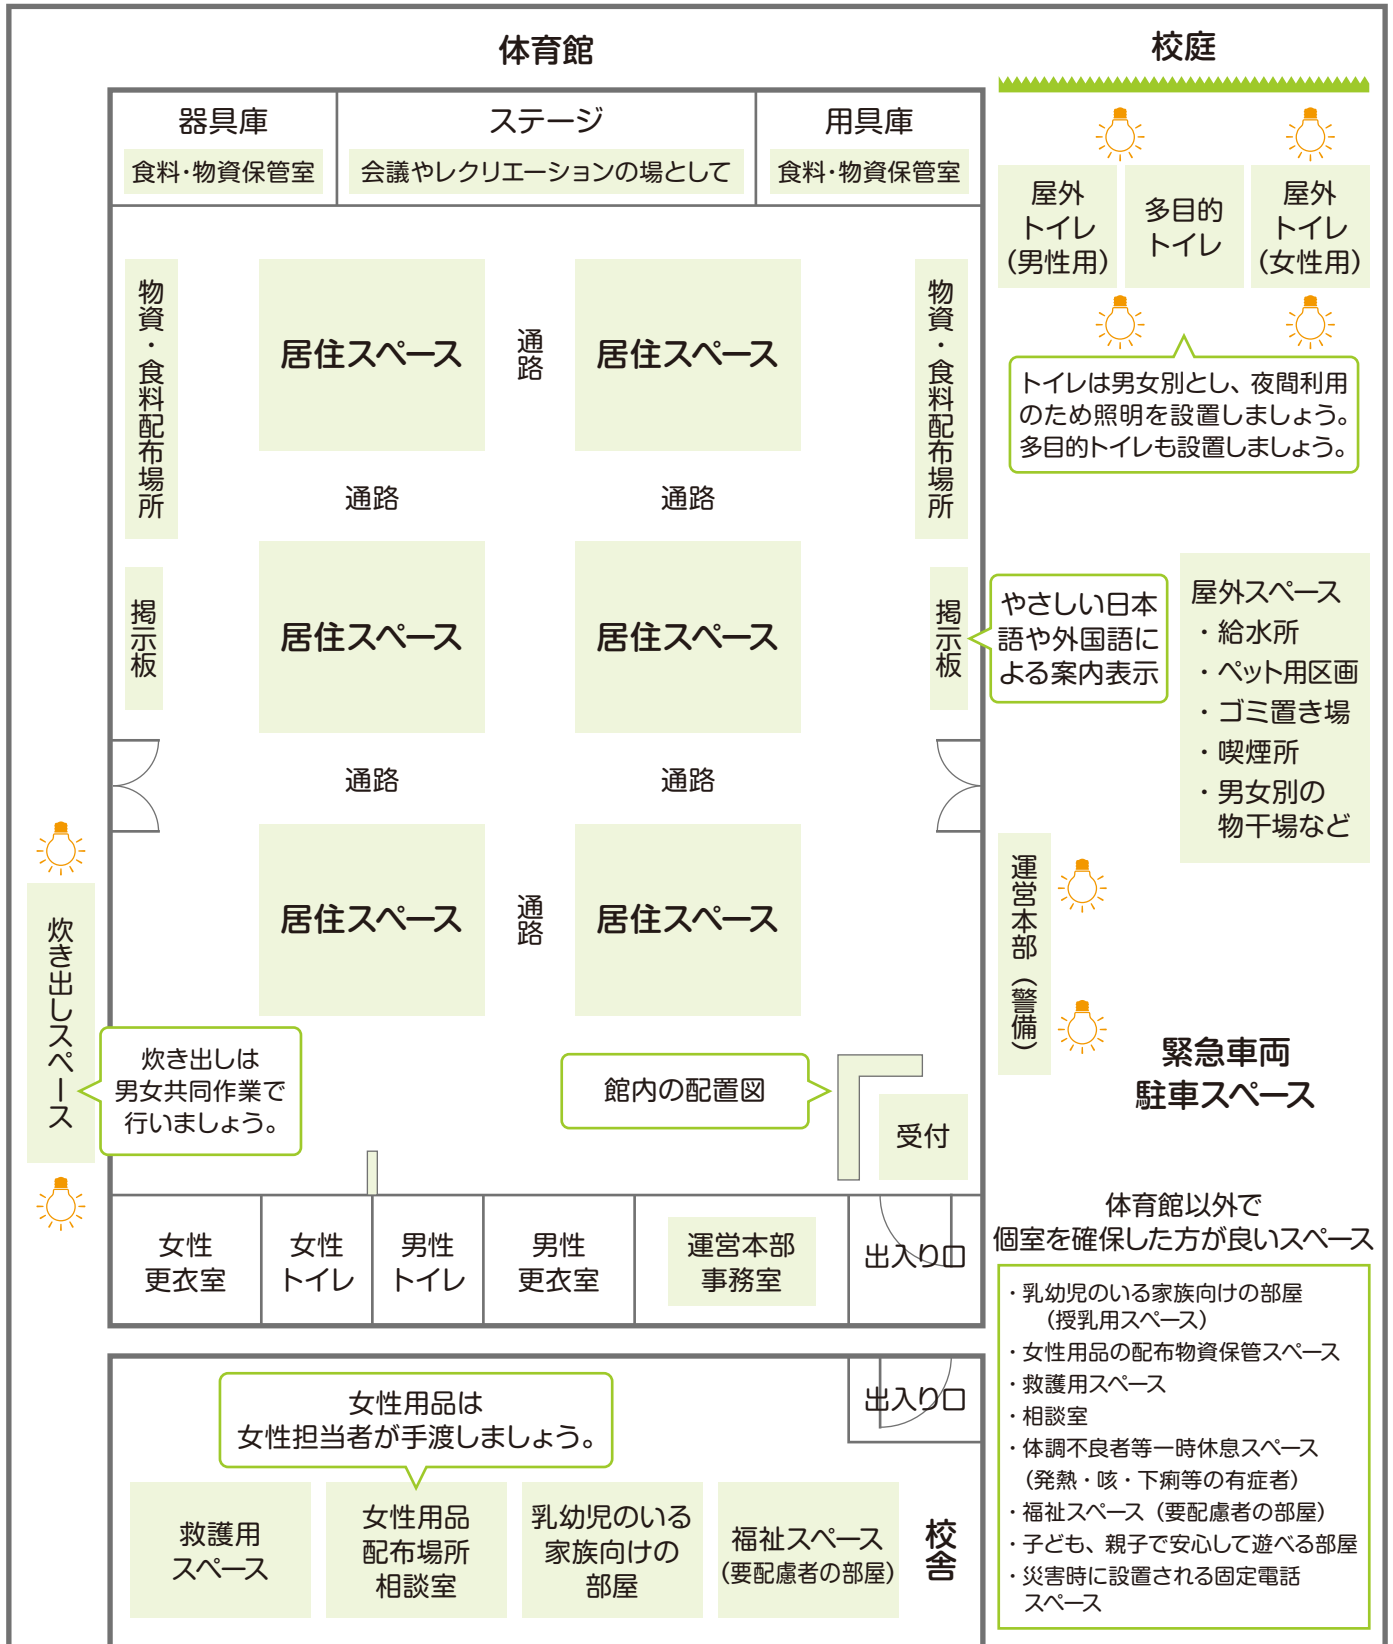 体育館
校庭
器具庫
食料・物資保管室
ステージ
会議やレクリエーションの場として
用具庫
食料・物資保管室
屋外
トイレ
(男性用)
多目的
トイレ
屋外
トイレ
(女性用)
トイレは男女別とし、夜間利用
のため照明を設置しましょう。
多目的トイレも設置しましょう。
物資・食料配布場所
居住スペース
通路
居住スペース
物資・食料配布場所
通路
通路
掲示板
居住スペース
居住スペース
掲示板
やさしい日本
語や外国語に
よる案内表示
屋外スペース
・給水所
・ペット用区画
・ゴミ置き場
・喫煙所
・男女別の
物干場など
通路
通路
居住スペース
通路
居住スペース
運営本部(警備)
炊き出しスペース
炊き出しは
男女共同作業で
行いましょう。
館内の配置図
受付
緊急車両
駐車スペース
女性
更衣室
女性
トイレ
男性
トイレ
男性
更衣室
運営本部
事務室
出入り口
体育館以外で
個室を確保した方が良いスペース
・乳幼児のいる家族向けの部屋
(授乳用スペース)
・女性用品の配布物資保管スペース
・救護用スペース
・相談室
・体調不良者等一時休息スペース
(発熱・咳・下痢等の有症者)
・福祉スペース(要配慮者の部屋)
・子ども、親子で安心して遊べる部屋
・災害時に設置される固定電話
スペース
出入り口
女性用品は
女性担当者が手渡しましょう。
救護用
スペース
女性用品
配布場所
相談室
乳幼児のいる
家族向けの
部屋
福祉スペース
(要配慮者の部屋)
校舎